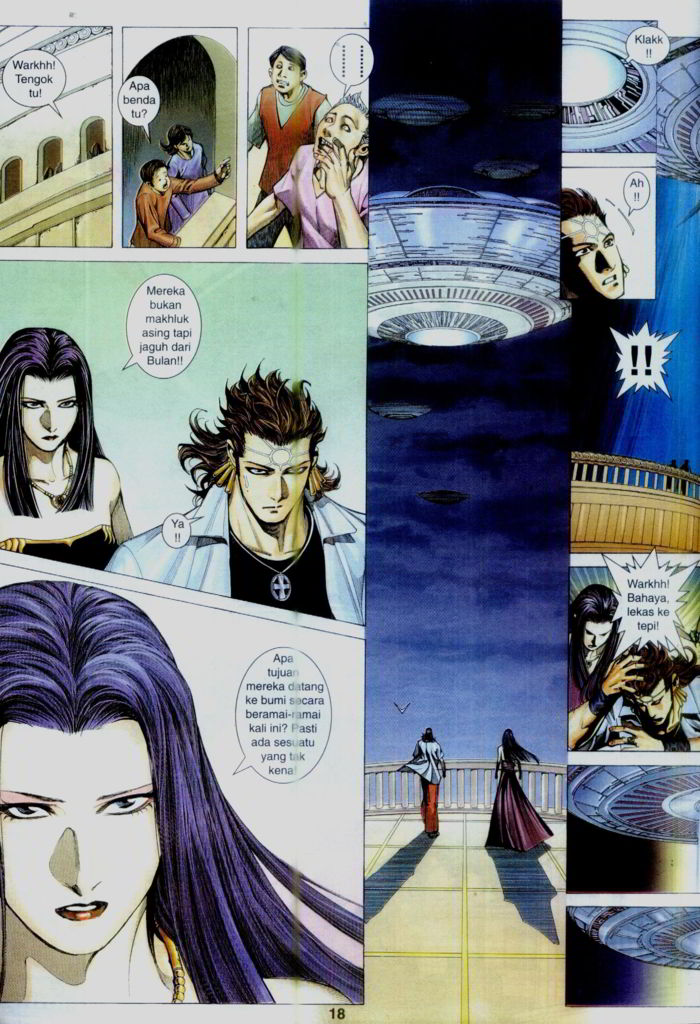 Warkhh!
Tengok
tu!
Apa
benda
tu?
!!!!!!
Mereka
bukan
makhluk
asing tapi
jaguh dari
Bulan!!
Ya
!!
Apa
tujuan
mereka datang
ke bumi secara
beramai-ramai
kali ini? Pasti
ada sesuatu
yang tak
kena!
Klakk
!!
Ah
!!
!!
Warkhh!
Bahaya,
lekas ke
tepi!
18